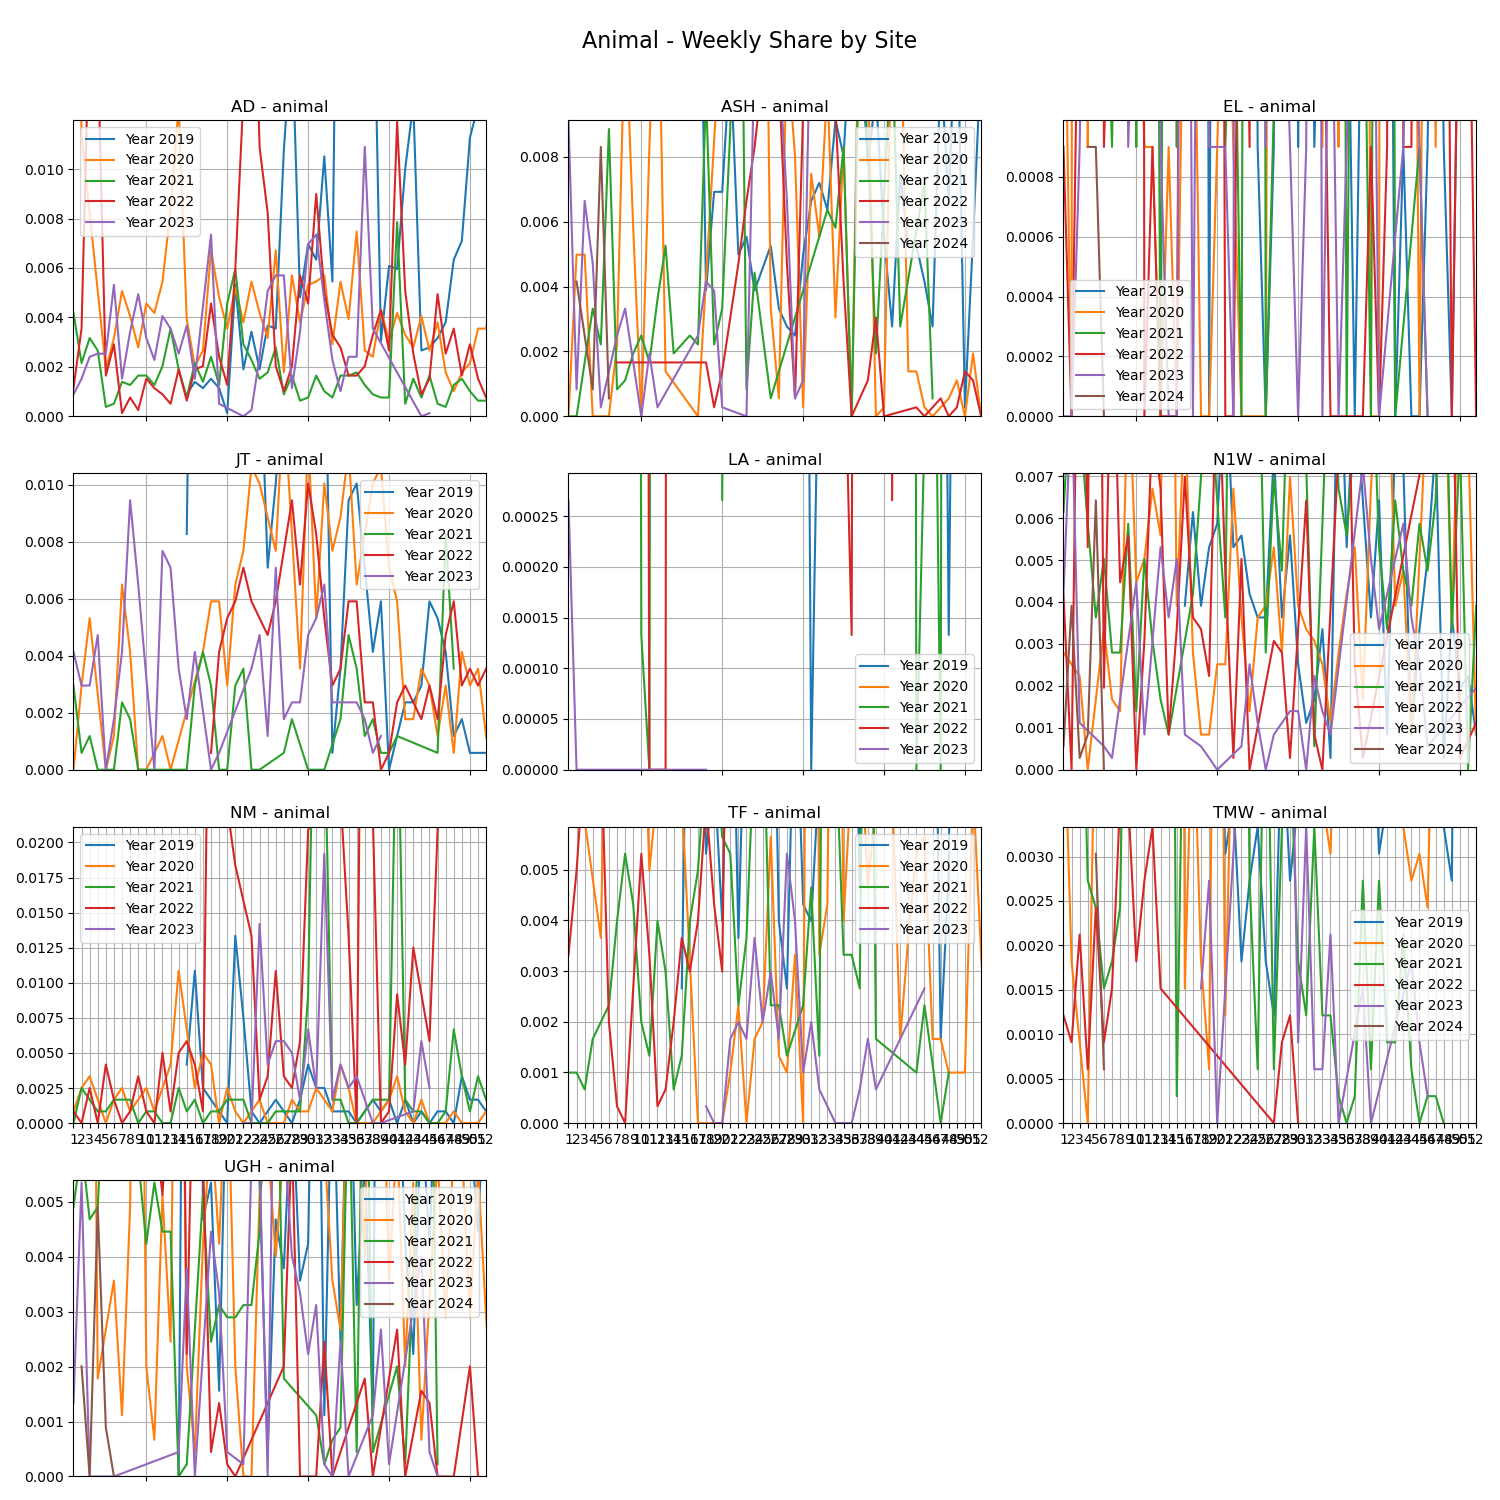 Animal - Weekly Share by Site
AD - animal
0.010
0.008
0.006
0.004
0.002
0.000
Year 2019
Year 2020
Year 2021
Year 2022
Year 2023
ASH - animal
0.008
0.006
0.004
0.002
0.000
Year 2019
Year 2020
Year 2021
Year 2022
Year 2023
Year 2024
EL - animal
0.0008
0.0006
0.0004
0.0002
0.0000
Year 2019
Year 2020
Year 2021
Year 2022
Year 2023
Year 2024
JT - animal
0.010
0.008
0.006
0.004
0.002
0.000
Year 2019
Year 2020
Year 2021
Year 2022
Year 2023
LA - animal
0.00025
0.00020
0.00015
0.00010
0.00005
0.00000
Year 2019
Year 2020
Year 2021
Year 2022
Year 2023
N1W - animal
0.007
0.006
0.005
0.004
0.003
0.002
0.001
0.000
Year 2019
Year 2020
Year 2021
Year 2022
Year 2023
Year 2024
NM - animal
0.0200
0.0175
0.0150
0.0125
0.0100
0.0075
0.0050
0.0025
0.0000
Year 2019
Year 2020
Year 2021
Year 2022
Year 2023
TF - animal
0.005
0.004
0.003
0.002
0.001
0.000
Year 2019
Year 2020
Year 2021
Year 2022
Year 2023
TMW - animal
0.0030
0.0025
0.0020
0.0015
0.0010
0.0005
0.0000
Year 2019
Year 2020
Year 2021
Year 2022
Year 2023
Year 2024
UGH - animal
0.005
0.004
0.003
0.002
0.001
0.000
Year 2019
Year 2020
Year 2021
Year 2022
Year 2023
Year 2024